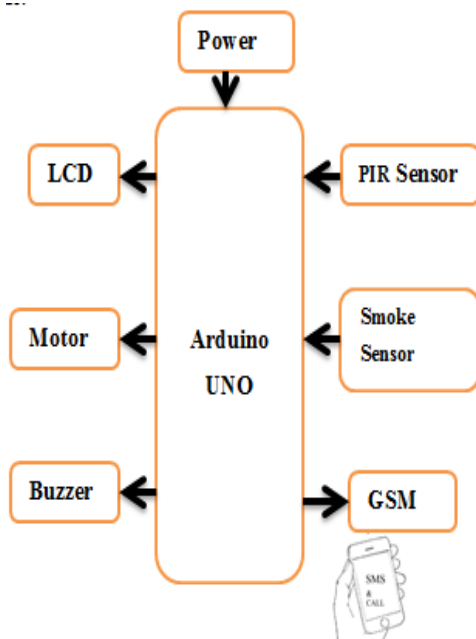 Power
LCD
PIR Sensor
Motor
Arduino
UNO
Smoke
Sensor
Buzzer
GSM
SMS
&
CALL